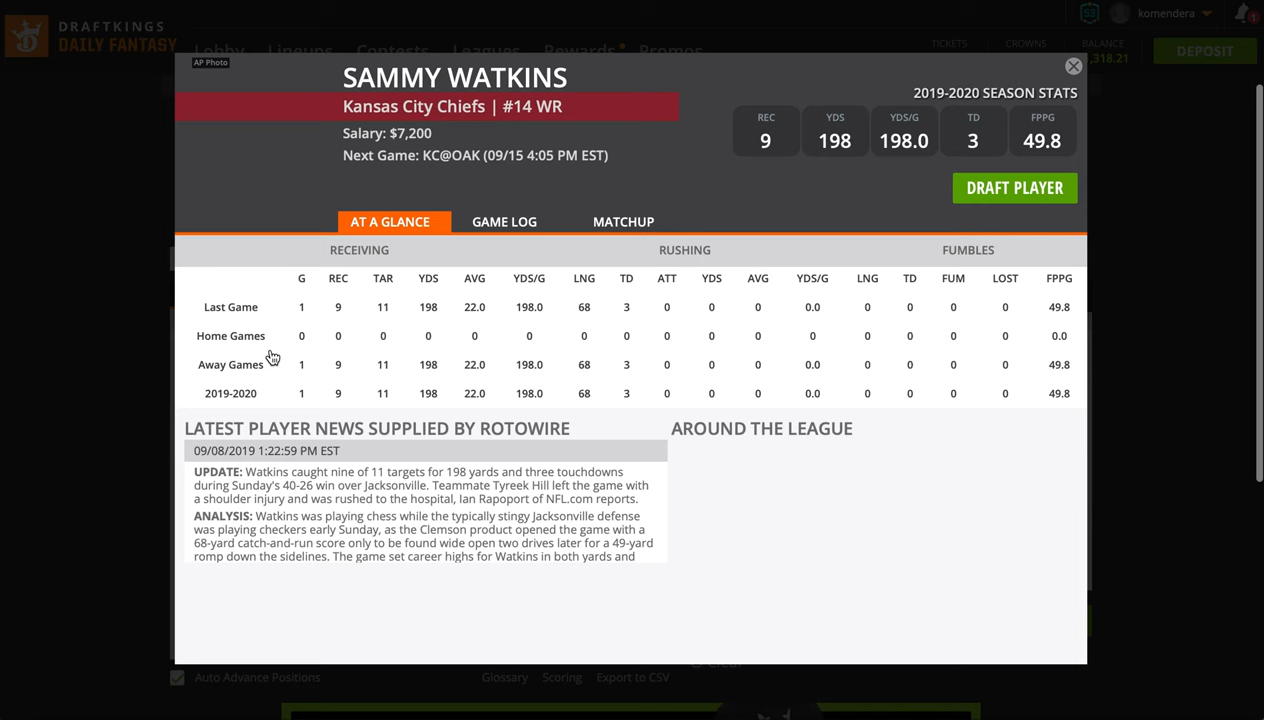 DRAFTKINGS
DAILY FANTASY
Lobby Lineups Contests Leagues Rewards Promos
komendera
1
TICKETS CROWNS BALANCE
,318.21
DEPOSIT
AP Photo
SAMMY WATKINS
Kansas City Chiefs | #14 WR
Salary: $7,200
Next Game: KC@OAK (09/15 4:05 PM EST)
2019-2020 SEASON STATS
REC YDS YDS/G TD FPPG
9 198 198.0 3 49.8
DRAFT PLAYER
AT A GLANCE GAME LOG MATCHUP
RECEIVING RUSHING FUMBLES
G REC TAR YDS AVG YDS/G LNG TD ATT YDS AVG YDS/G LNG TD FUM LOST FPPG
Last Game 1 9 11 198 22.0 198.0 68 3 0 0 0 0.0 0 0 0 0 49.8
Home Games 0 0 0 0 0 0 0 0 0 0 0 0 0 0 0 0 0.0
Away Games 1 9 11 198 22.0 198.0 68 3 0 0 0 0.0 0 0 0 0 49.8
2019-2020 1 9 11 198 22.0 198.0 68 3 0 0 0 0.0 0 0 0 0 49.8
LATEST PLAYER NEWS SUPPLIED BY ROTOWIRE
09/08/2019 1:22:59 PM EST
UPDATE: Watkins caught nine of 11 targets for 198 yards and three touchdowns
during Sunday's 40-26 win over Jacksonville. Teammate Tyreek Hill left the game with
a shoulder injury and was rushed to the hospital, Ian Rapoport of NFL.com reports.
ANALYSIS: Watkins was playing chess while the typically stingy Jacksonville defense
was playing checkers early Sunday, as the Clemson product opened the game with a
68-yard catch-and-run score only to be found wide open two drives later for a 49-yard
romp down the sidelines. The game set career highs for Watkins in both yards and
AROUND THE LEAGUE
Clear
Auto Advance Positions
Glossary Scoring Export to CSV